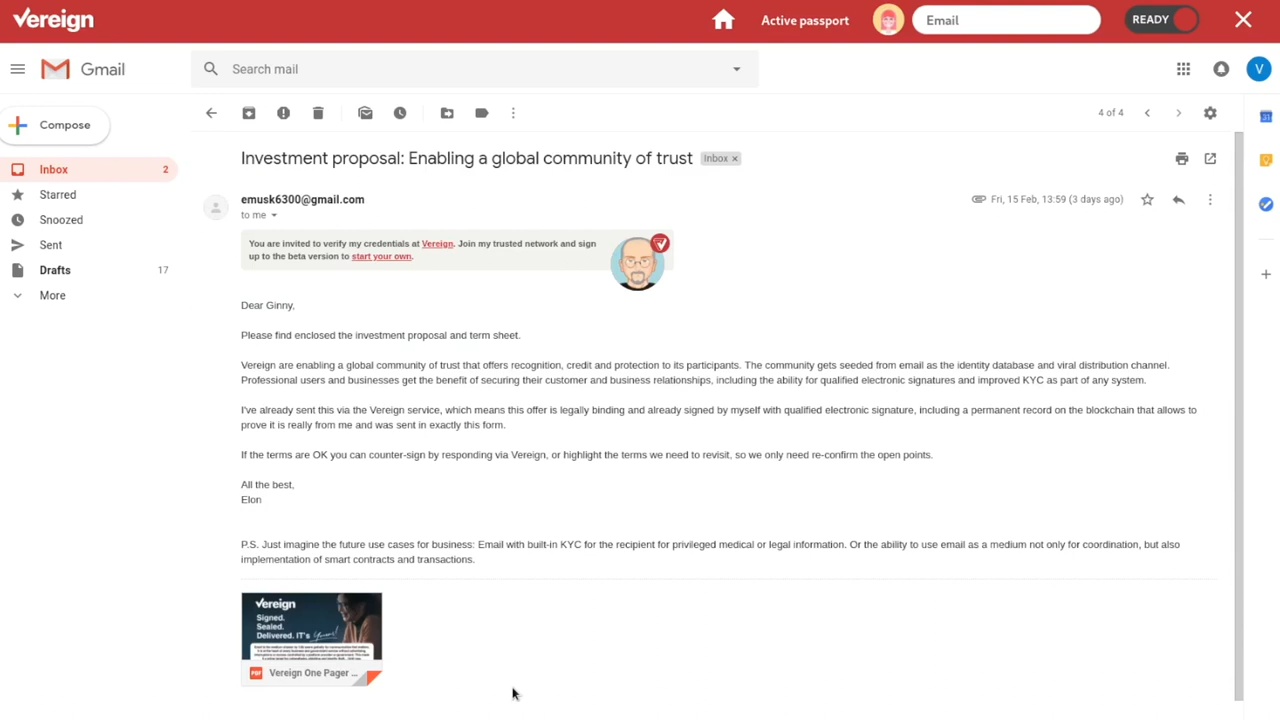 Vereign
Active passport
Email
READY
Gmail
Search mail
V
Compose
4 of 4
Inbox 2
Starred
Snoozed
Sent
Drafts 17
More
Investment proposal: Enabling a global community of trust Inbox x
emusk6300@gmail.com
Fri, 15 Feb, 13:59 (3 days ago)
to me
You are invited to verify my credentials at Vereign. Join my trusted network and sign
up to the beta version to start your own.
Dear Ginny,
Please find enclosed the investment proposal and term sheet.
Vereign are enabling a global community of trust that offers recognition, credit and protection to its participants. The community gets seeded from email as the identity database and viral distribution channel.
Professional users and businesses get the benefit of securing their customer and business relationships, including the ability for qualified electronic signatures and improved KYC as part of any system.
I've already sent this via the Vereign service, which means this offer is legally binding and already signed by myself with qualified electronic signature, including a permanent record on the blockchain that allows to
prove it is really from me and was sent in exactly this form.
If the terms are OK you can counter-sign by responding via Vereign, or highlight the terms we need to revisit, so we only need re-confirm the open points.
All the best,
Elon
P.S. Just imagine the future use cases for business: Email with built-in KYC for the recipient for privileged medical or legal information. Or the ability to use email as a medium not only for coordination, but also
implementation of smart contracts and transactions.
Vereign
Signed.
Sealed.
Delivered. IT's Yours!
PDF Vereign One Pager ...
31